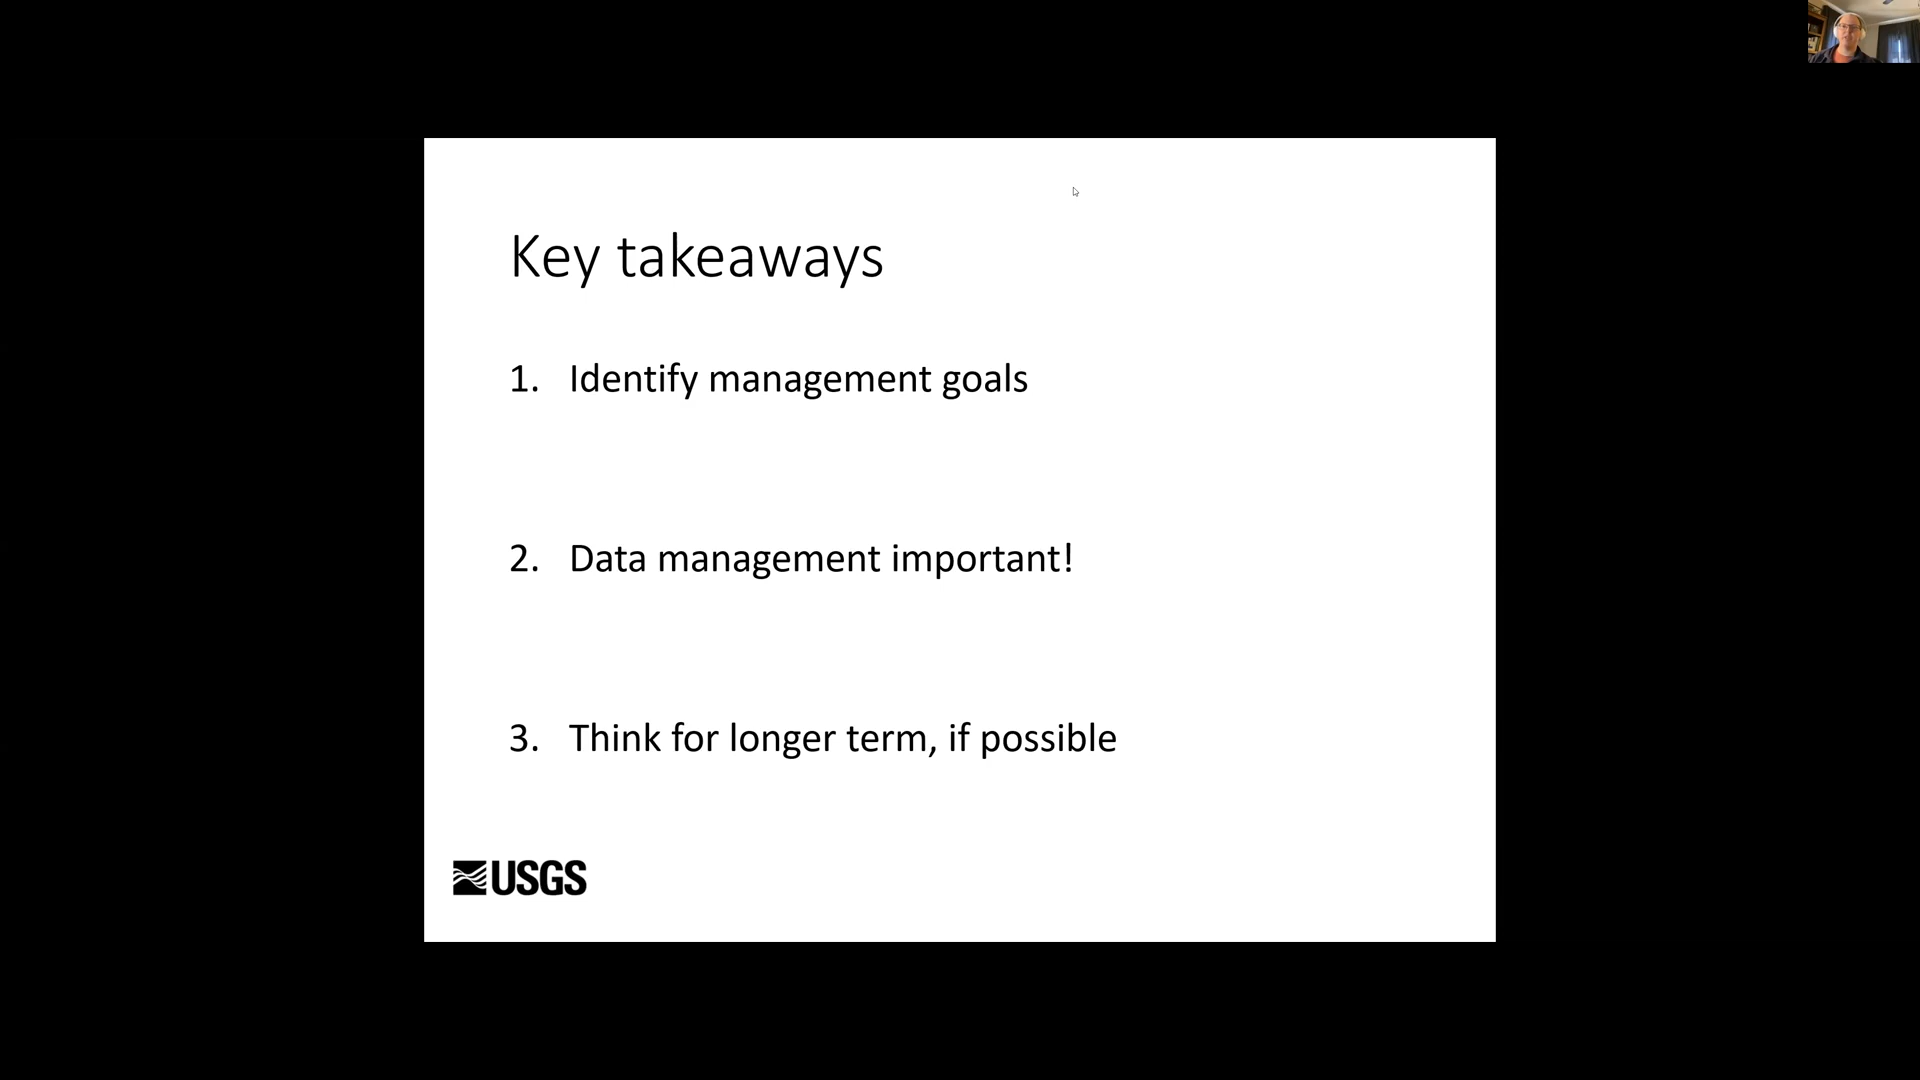 Key takeaways
1. Identify management goals
2. Data management important!
3. Think for longer term, if possible
USGS